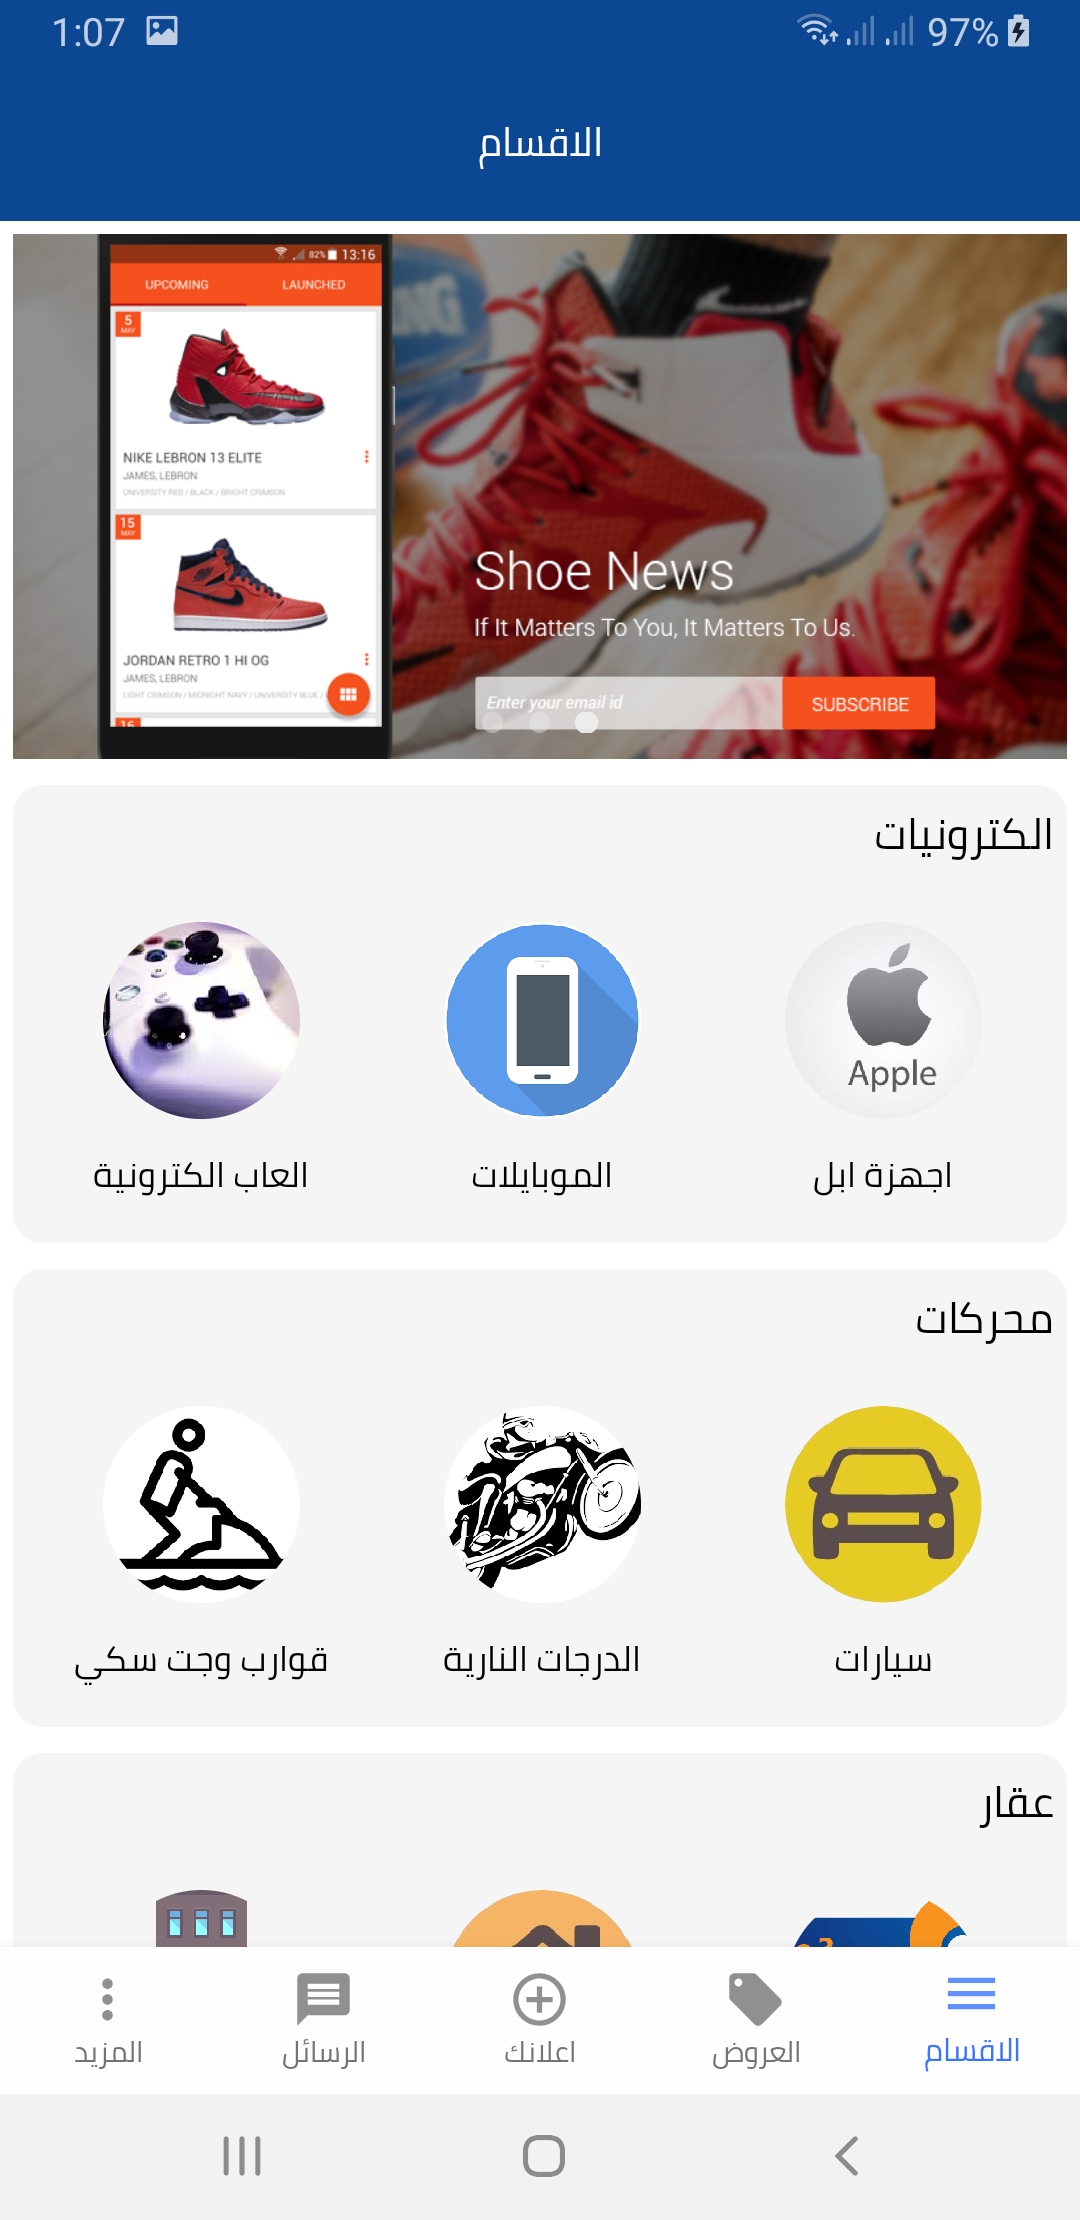 1:07
97%
الاقسام
82% 13:16
UPCOMING LAUNCHED
5
MAY
NIKE LEBRON 13 ELITE
JAMES, LEBRON
UNIVERSITY RED / BLACK / BRIGHT CRIMSON
15
MAY
JORDAN RETRO 1 HI OG
JAMES, LEBRON
LIGHT CRIMSON / MIDNIGHT NAVY / UNIVERSITY BLUE /
16
Shoe News
If It Matters To You, It Matters To Us.
Enter your email id
SUBSCRIBE
الكترونيات
Apple
اجهزة ابل
الموبايلات
العاب الكترونية
محركات
سيارات
الدرجات النارية
قوارب وجت سكي
عقار
الاقسام
العروض
اعلانك
الرسائل
المزيد